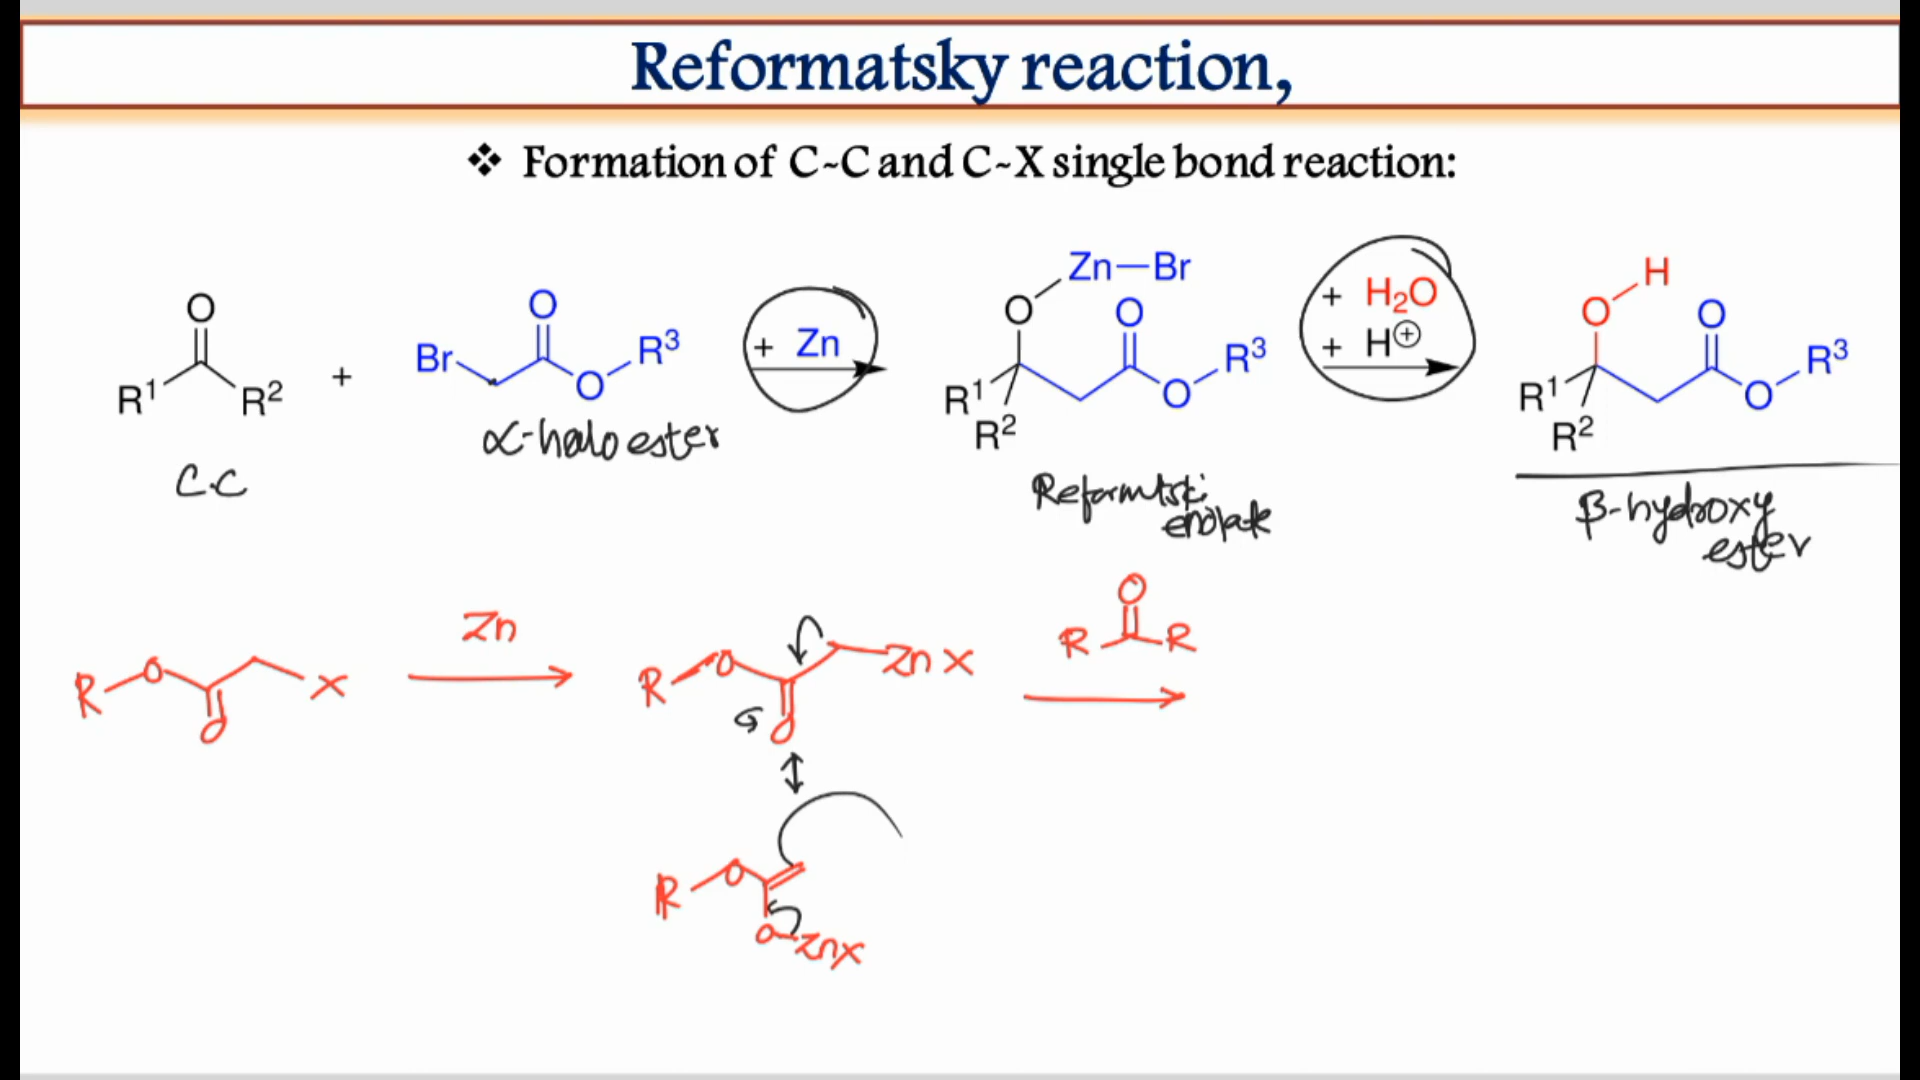 Reformatsky reaction,
❖ Formation of C-C and C-X single bond reaction:
O R¹ R² + Br O O R³ + Zn O Zn—Br R¹ R² O O R³ + H₂O + H⊕ O H R¹ R² O O R³
α-halo ester
C.C
Reformtski
enolate
β-hydroxy
ester
R O O X Zn R O O Zn X O R R
R O O ZnX